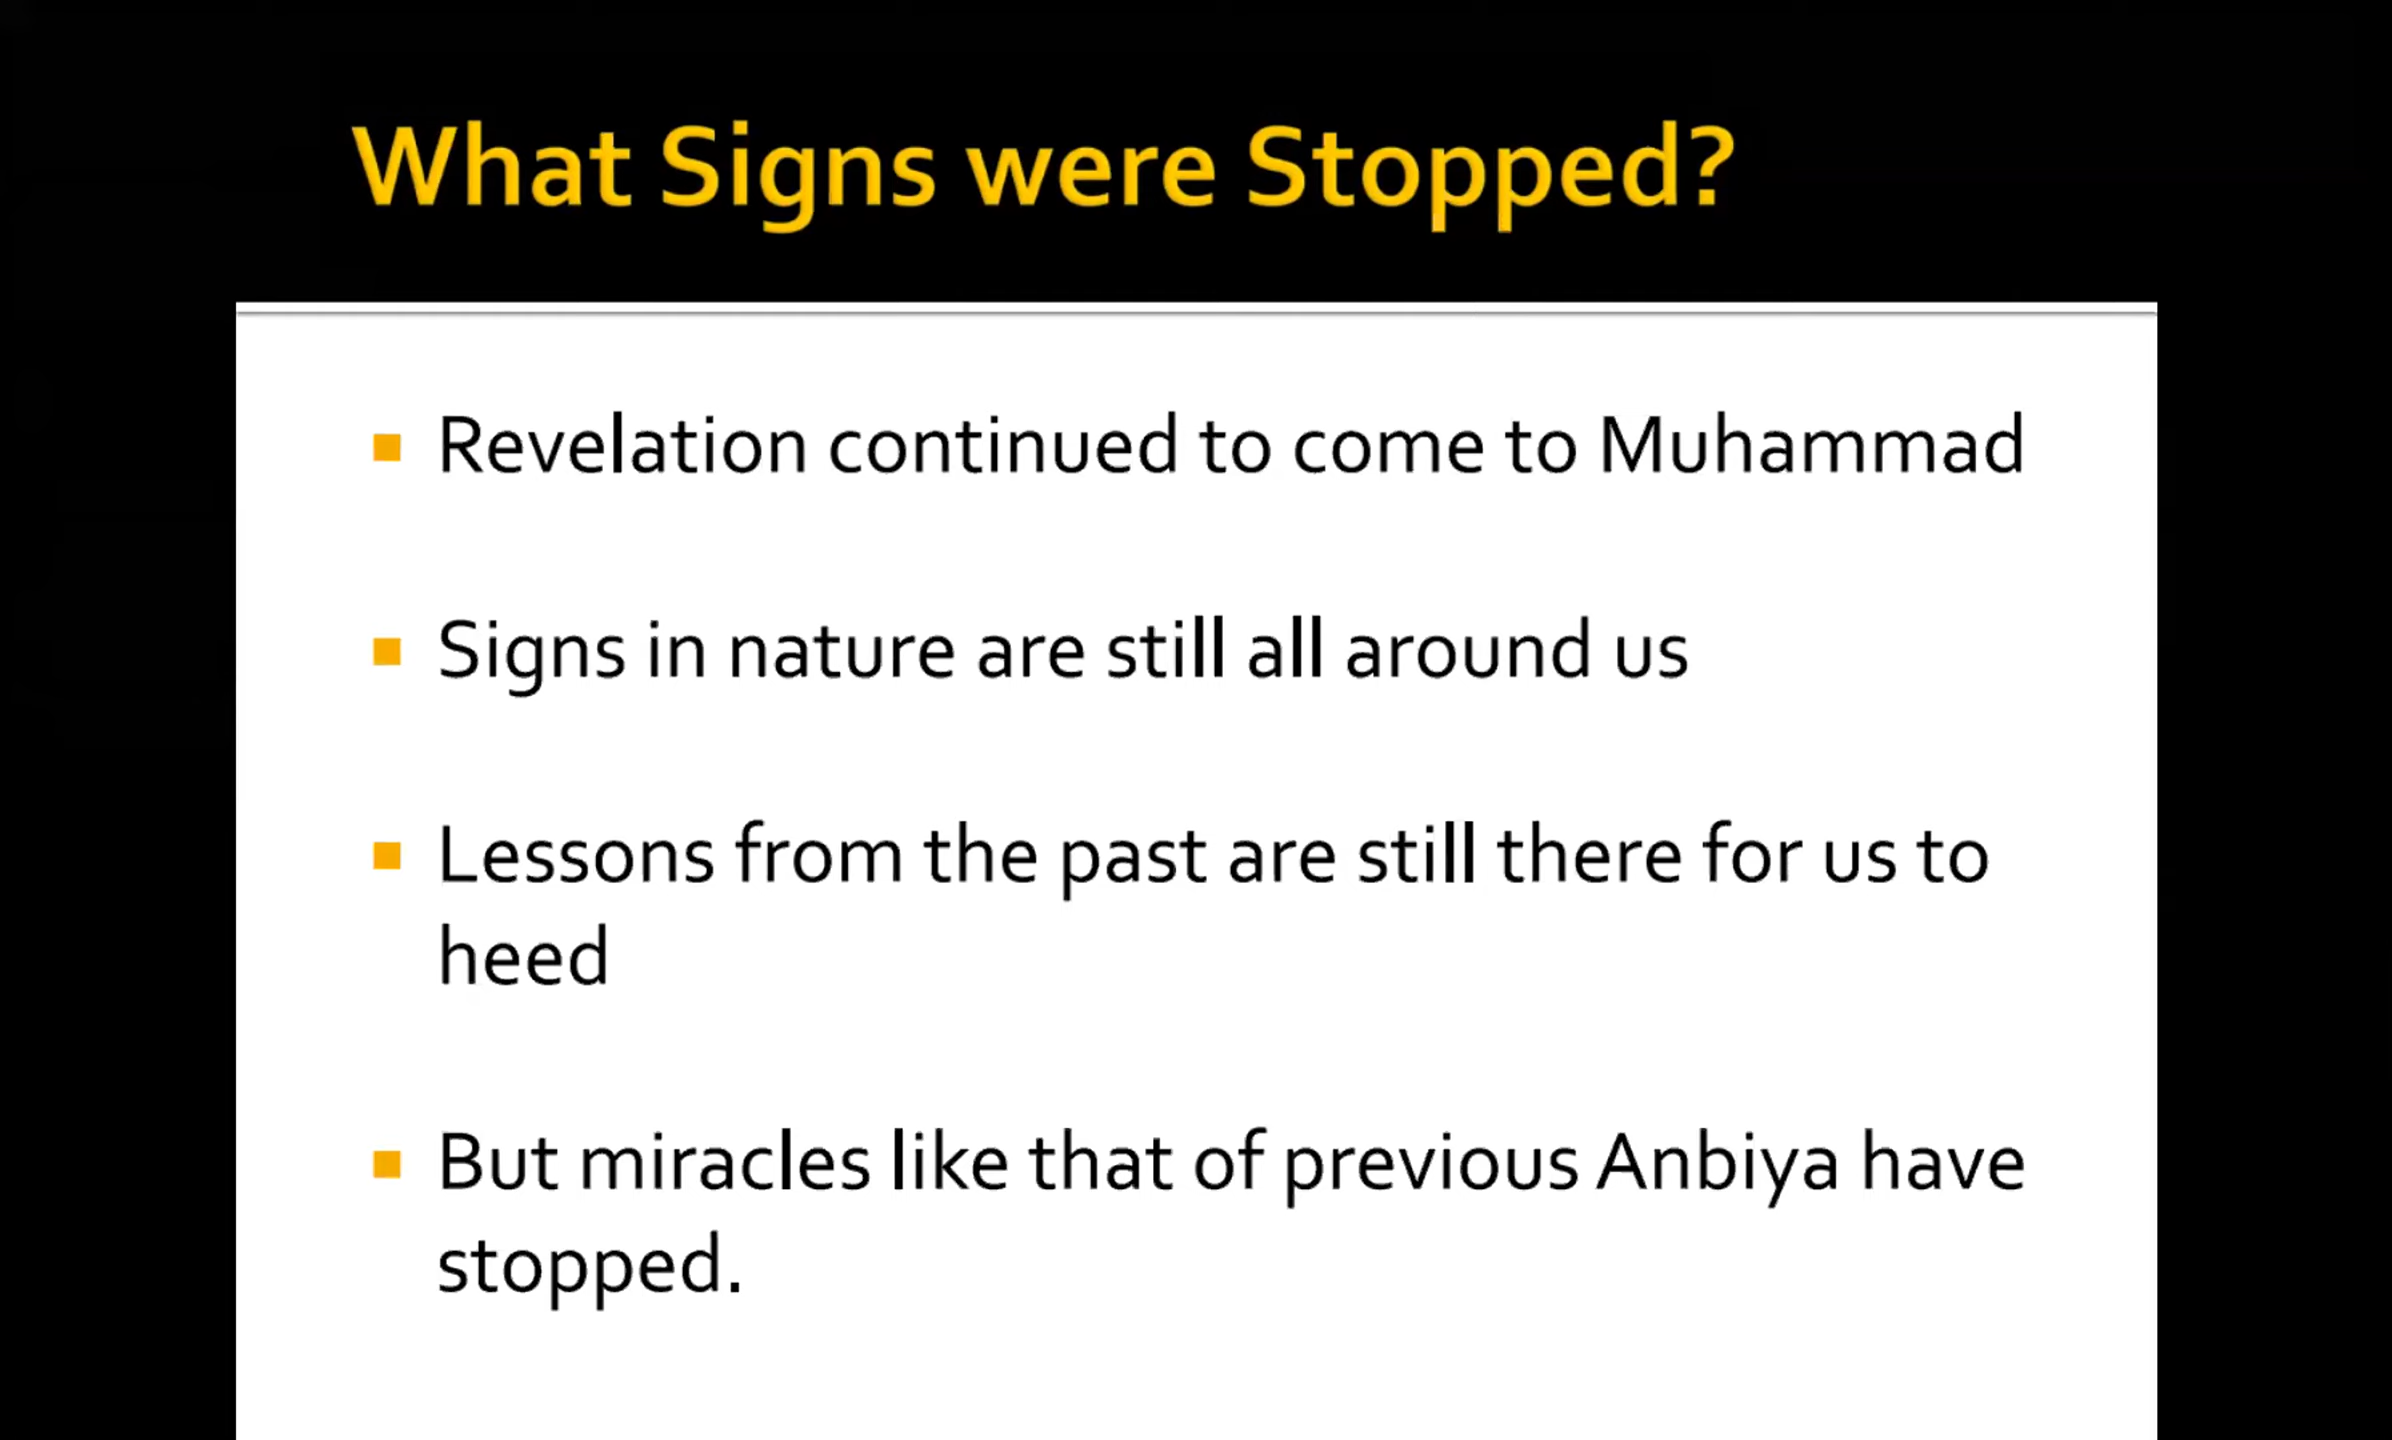 What Signs were Stopped?
Revelation continued to come to Muhammad
Signs in nature are still all around us
Lessons from the past are still there for us to
heed
But miracles like that of previous Anbiya have
stopped.